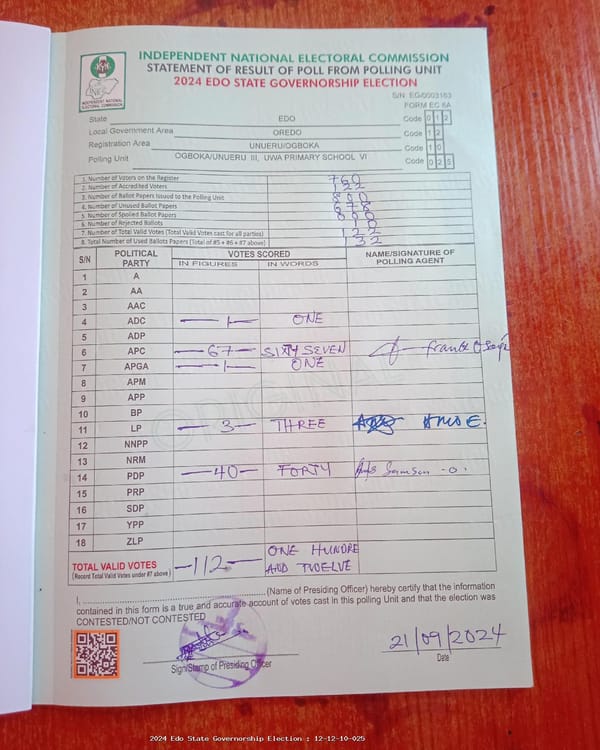 INDEPENDENT NATIONAL ELECTORAL COMMISSION
STATEMENT OF RESULT OF POLL FROM POLLING UNIT
2024 EDO STATE GOVERNORSHIP ELECTION
INEC
INDEPENDENT NATIONAL ELECTORAL COMMISSION
S/N: EG/0003163
FORM EC 8A
State EDO Code 0 1 2
Local Government Area OREDO Code 1 2
Registration Area UNUERU/OGBOKA Code 1 0
Polling Unit OGBOKA/UNUERU III, UWA PRIMARY SCHOOL VI Code 0 2 5
1. Number of Voters on the Register 760
2. Number of Accredited Voters 122
3. Number of Ballot Papers Issued to the Polling Unit 800
4. Number of Unused Ballot Papers 678
5. Number of Spoiled Ballot Papers
6. Number of Rejected Ballots
7. Number of Total Valid Votes (Total Valid Votes cast for all parties) 122
8. Total Number of Used Ballots Papers (Total of #5 + #6 + #7 above) 132
S/N POLITICAL PARTY VOTES SCORED NAME/SIGNATURE OF POLLING AGENT
IN FIGURES IN WORDS
1 A
2 AA
3 AAC
4 ADC 1 ONE
5 ADP
6 APC 67 SIXTY SEVEN Frank
7 APGA 1 ONE
8 APM
9 APP
10 BP
11 LP 3 THREE
12 NNPP
13 NRM
14 PDP 40 FORTY Samson .O.
15 PRP
16 SDP
17 YPP
18 ZLP
TOTAL VALID VOTES 112 ONE HUNDRE
(Record Total Valid Votes under #7 above) AND TWELVE
ORIGINAL
I, ............................ (Name of Presiding Officer) hereby certify that the information
contained in this form is a true and accurate account of votes cast in this polling Unit and that the election was
CONTESTED/NOT CONTESTED
21/09/2024
Sign/Stamp of Presiding Officer Date
2024 Edo State Governorship Election : 12-12-10-025